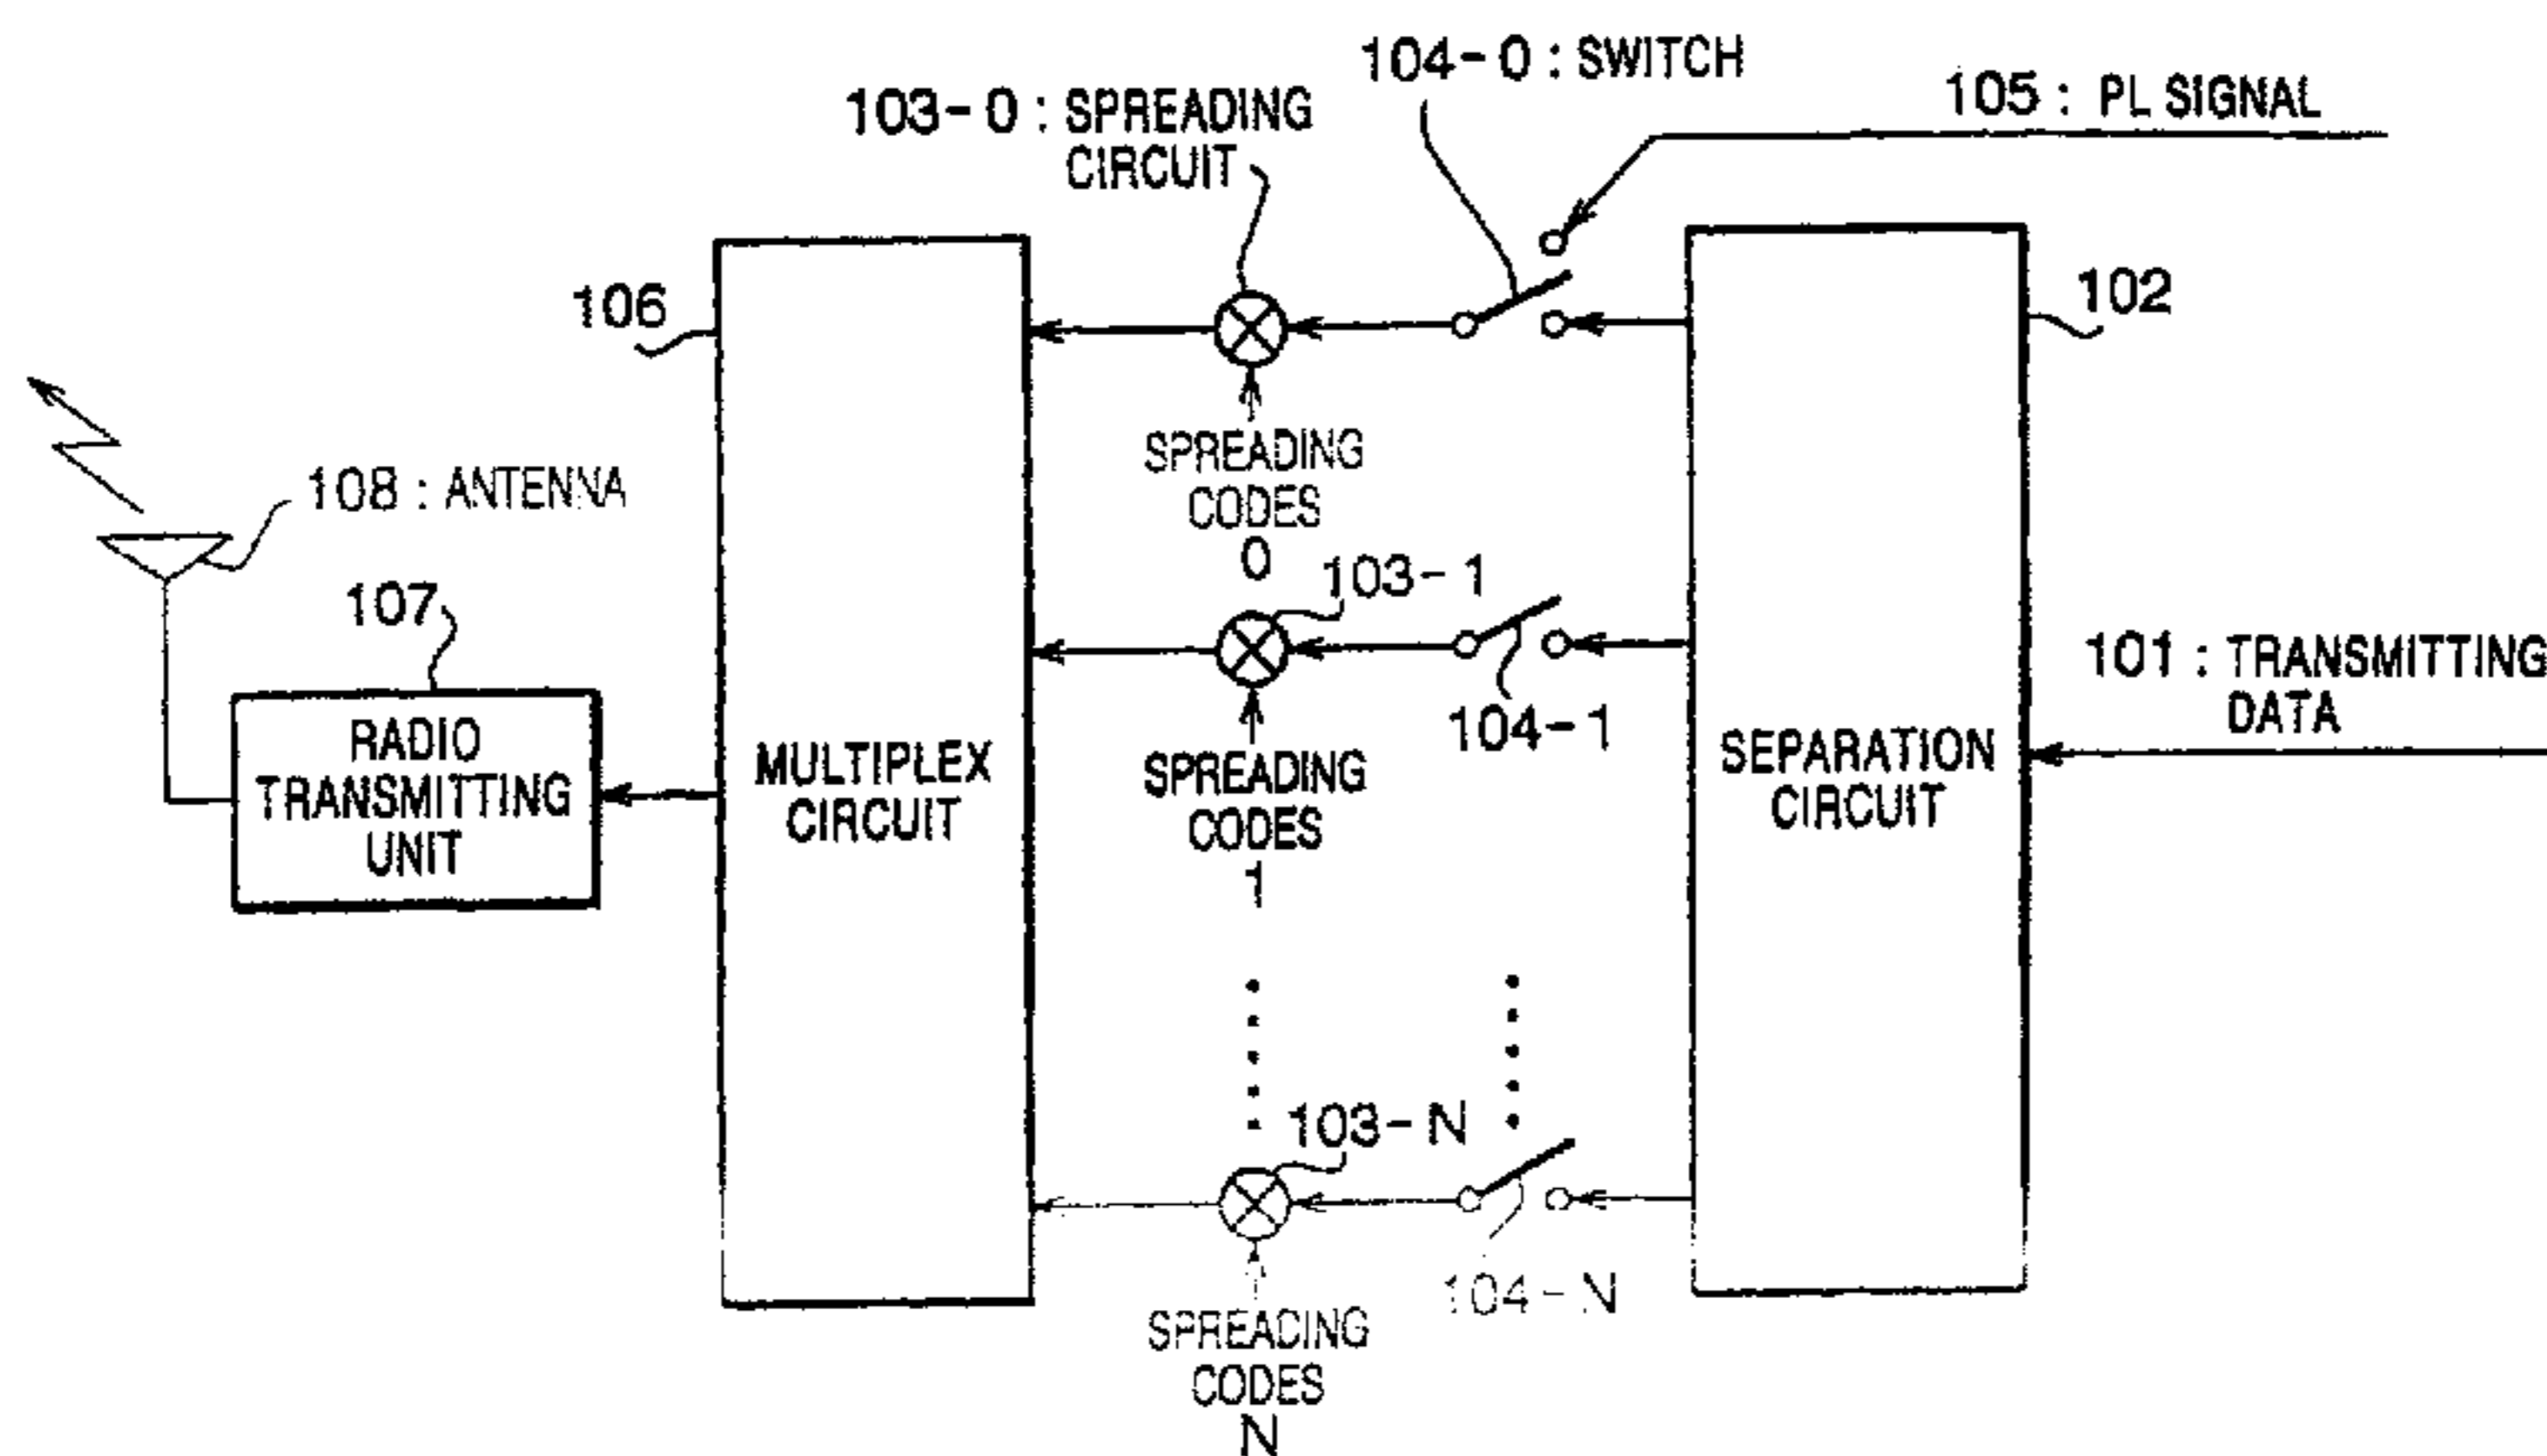 104-0 : SWITCH
103-0 : SPREADING
CIRCUIT
105 : PL SIGNAL
106
102
108 : ANTENNA
SPREADING
CODES
0
103-1
107
104-1
101 : TRANSMITTING
DATA
RADIO
TRANSMITTING
UNIT
MULTIPLEX
CIRCUIT
SPREADING
CODES
1
SEPARATION
CIRCUIT
103-N
104-N
SPREADING
CODES
N